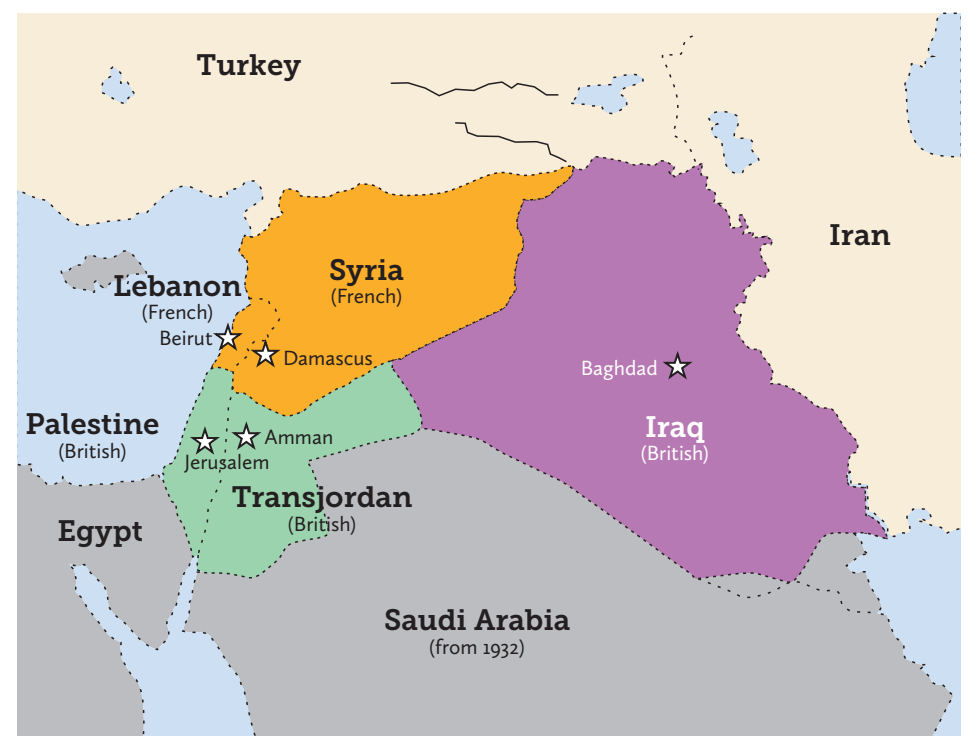 Turkey
Iran
Syria
(French)
Lebanon
(French)
Beirut
Damascus
Baghdad
Palestine
(British)
Iraq
(British)
Amman
Jerusalem
Transjordan
(British)
Egypt
Saudi Arabia
(from 1932)